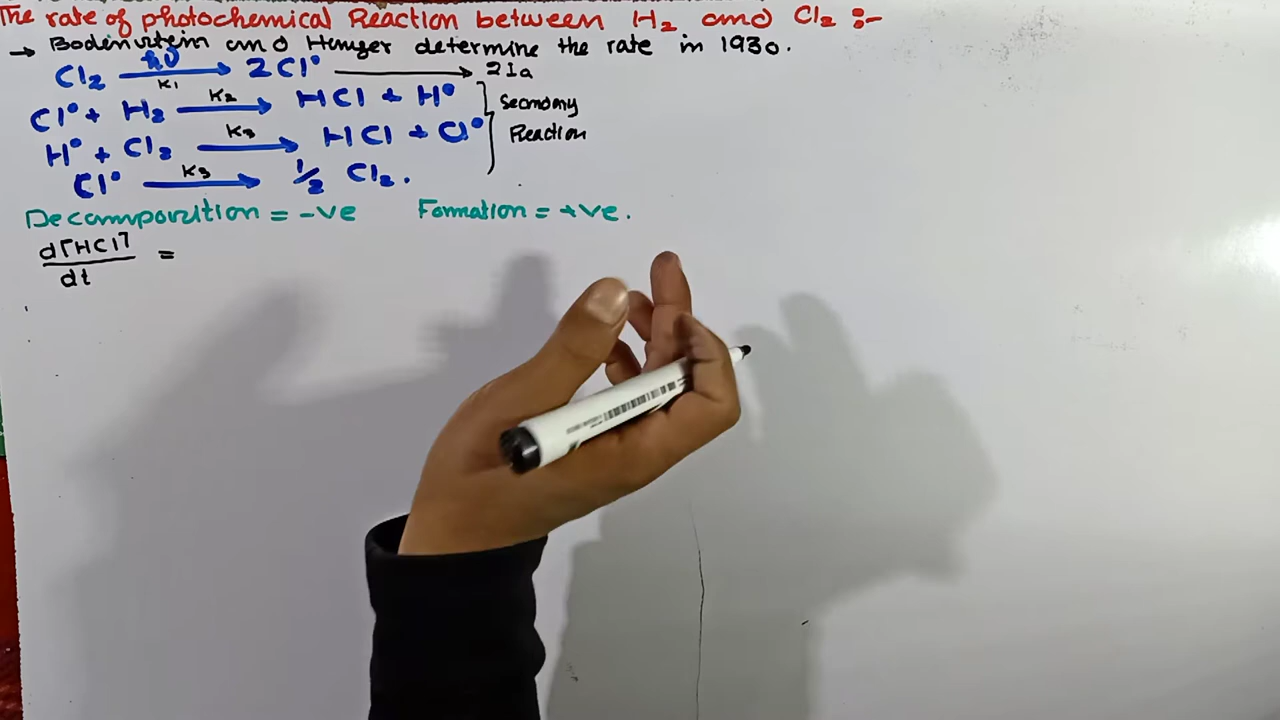 The rate of photochemical Reaction between H₂ and Cl₂ :-
→ Bodenstein and Hunger determine the rate in 1930.
Cl₂ —hν/K₁→ 2Cl° ⟶ 2Ia
Cl° + H₂ —K₂→ HCl + H°
H° + Cl₂ —K₃→ HCl + Cl°
Cl° —K₃→ 1/2 Cl₂.
Secondary
Reaction
Decomposition = -ve Formation = +ve.
d[HCl]/dt =